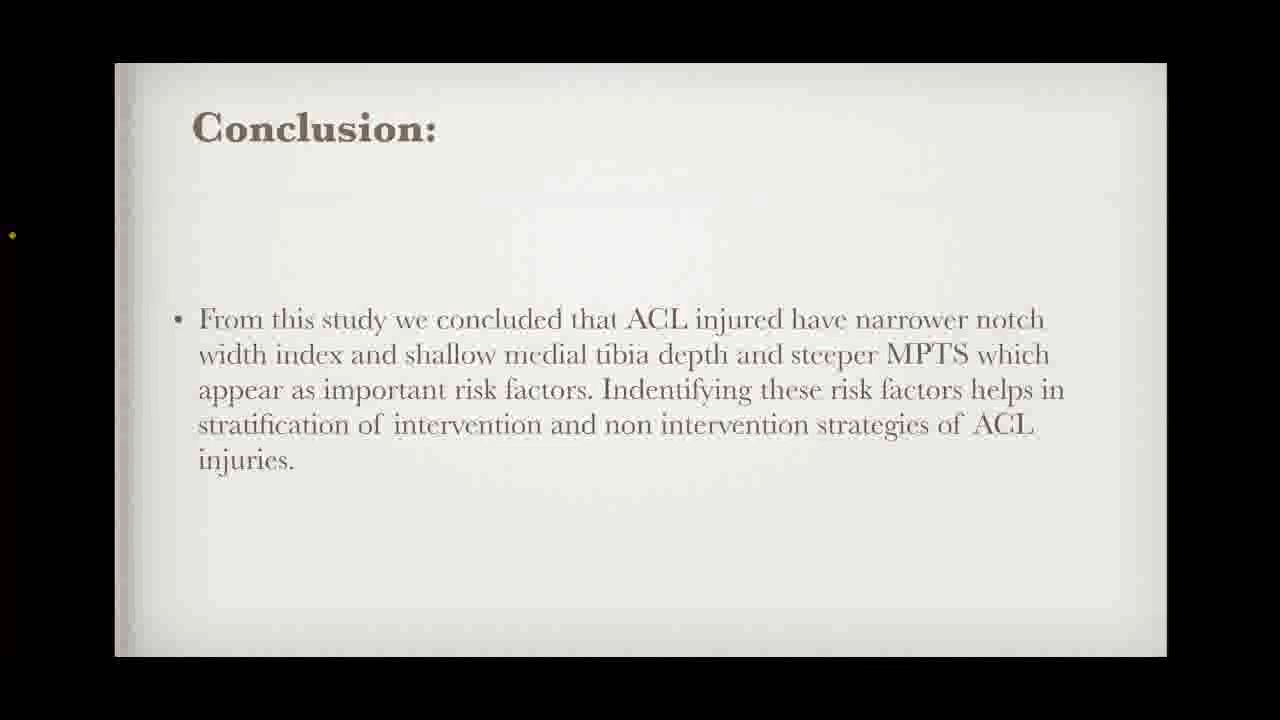 Conclusion:
• From this study we concluded that ACL injured have narrower notch
width index and shallow medial tibia depth and steeper MPTS which
appear as important risk factors. Indentifying these risk factors helps in
stratification of intervention and non intervention strategies of ACL
injuries.